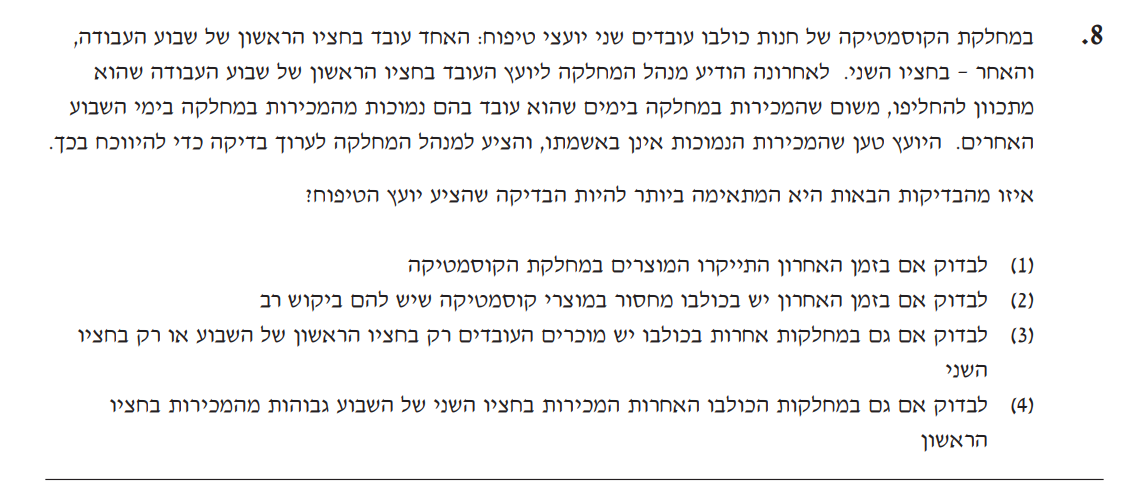 8. במחלקת הקוסמטיקה של חנות כולבו עובדים שני יועצי טיפוח: האחד עובד בחציו הראשון של שבוע העבודה,
והאחר – בחציו השני. לאחרונה הודיע מנהל המחלקה ליועץ העובד בחציו הראשון של שבוע העבודה שהוא
מתכוון להחליפו, משום שהמכירות במחלקה בימים שהוא עובד בהם נמוכות מהמכירות במחלקה בימי השבוע
האחרים. היועץ טען שהמכירות הנמוכות אינן באשמתו, והציע למנהל המחלקה לערוך בדיקה כדי להיווכח בכך.
איזו מהבדיקות הבאות היא המתאימה ביותר להיות הבדיקה שהציע יועץ הטיפוח?
(1) לבדוק אם בזמן האחרון התייקרו המוצרים במחלקת הקוסמטיקה
(2) לבדוק אם בזמן האחרון יש בכולבו מחסור במוצרי קוסמטיקה שיש להם ביקוש רב
(3) לבדוק אם גם במחלקות אחרות בכולבו יש מוכרים העובדים רק בחציו הראשון של השבוע או רק בחציו
השני
(4) לבדוק אם גם במחלקות הכולבו האחרות המכירות בחציו השני של השבוע גבוהות מהמכירות בחציו
הראשון